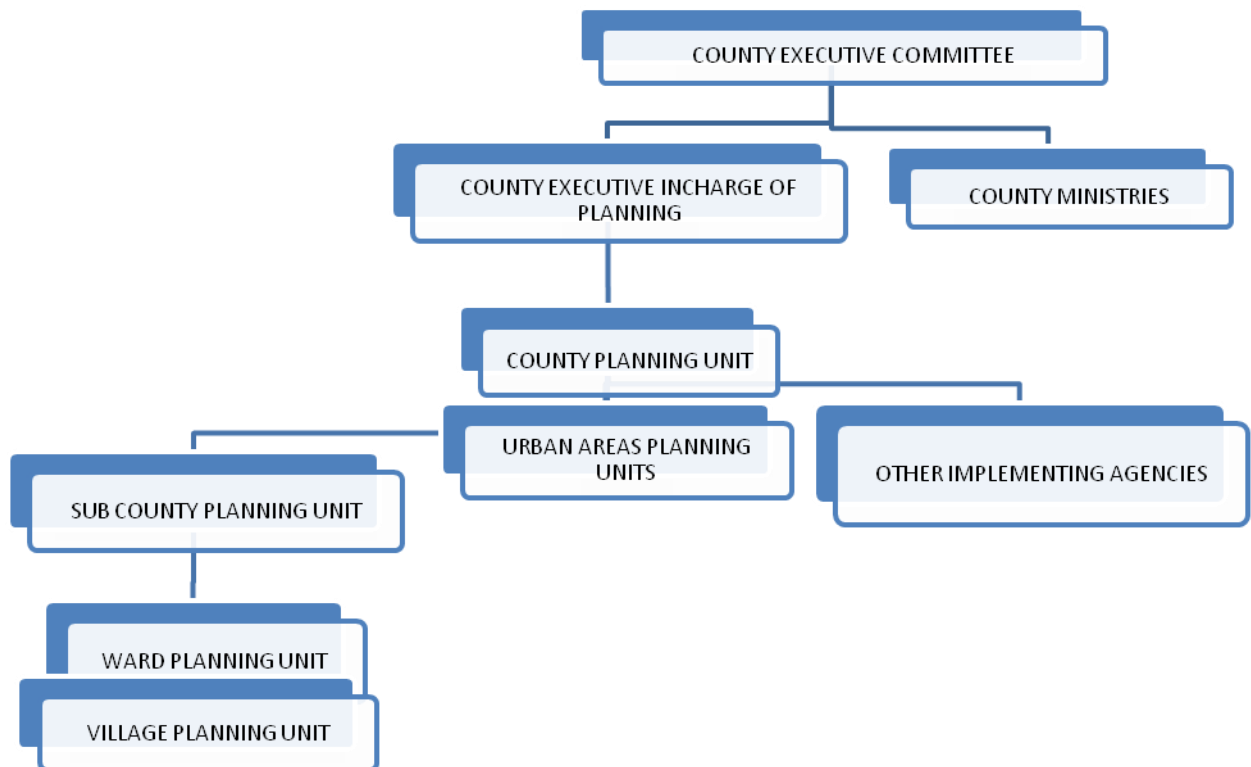 COUNTY EXECUTIVE COMMITTEE
COUNTY EXECUTIVE INCHARGE OF
PLANNING
COUNTY MINISTRIES
COUNTY PLANNING UNIT
URBAN AREAS PLANNING
UNITS
OTHER IMPLEMENTING AGENCIES
SUB COUNTY PLANNING UNIT
WARD PLANNING UNIT
VILLAGE PLANNING UNIT